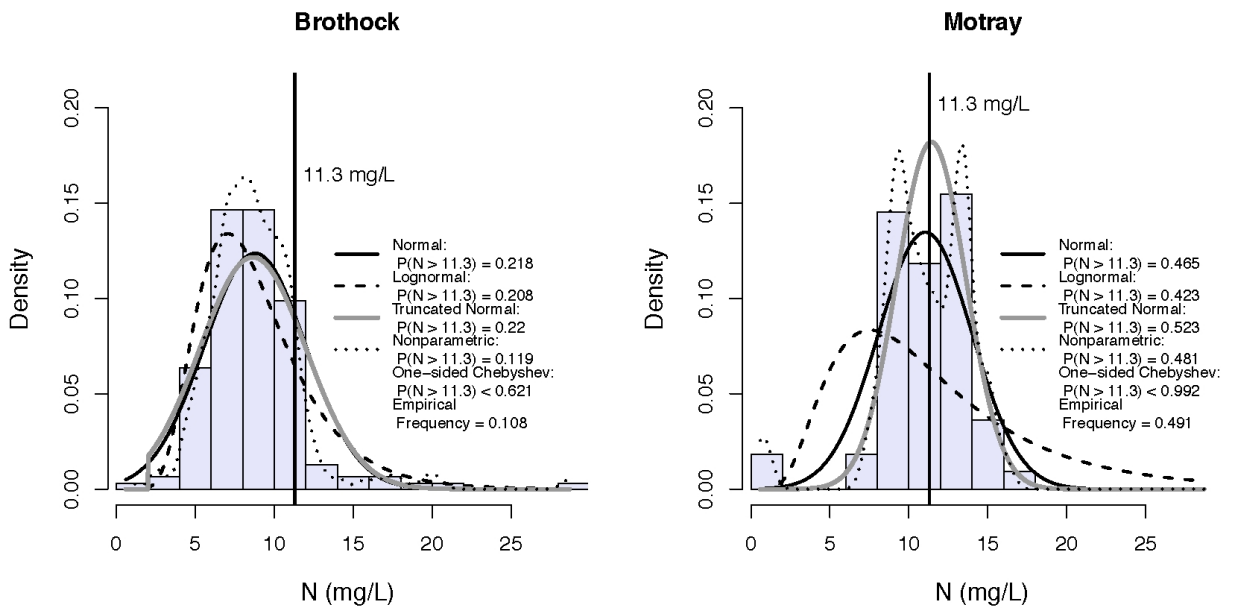 Brothock
0.20
0.15
0.10
0.05
0.00
Density
11.3 mg/L
Normal:
P(N > 11.3) = 0.218
Lognormal:
P(N > 11.3) = 0.208
Truncated Normal:
P(N > 11.3) = 0.22
Nonparametric:
P(N > 11.3) = 0.119
One−sided Chebyshev:
P(N > 11.3) < 0.621
Empirical
Frequency = 0.108
0 5 10 15 20 25
N (mg/L)
Motray
0.20
0.15
0.10
0.05
0.00
Density
11.3 mg/L
Normal:
P(N > 11.3) = 0.465
Lognormal:
P(N > 11.3) = 0.423
Truncated Normal:
P(N > 11.3) = 0.523
Nonparametric:
P(N > 11.3) = 0.481
One−sided Chebyshev:
P(N > 11.3) < 0.992
Empirical
Frequency = 0.491
0 5 10 15 20 25
N (mg/L)